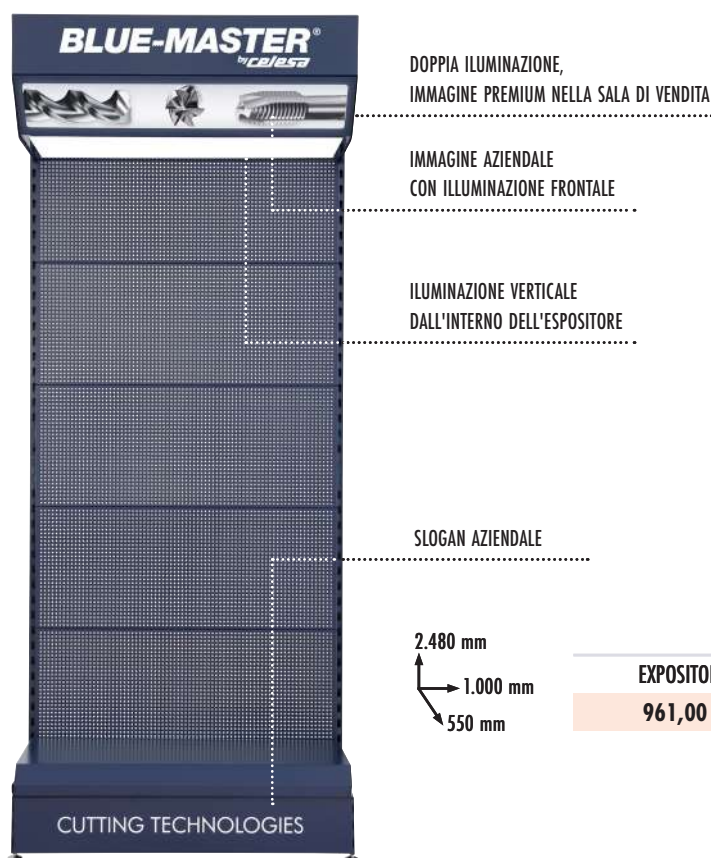 BLUE-MASTER®
by celesa
DOPPIA ILUMINAZIONE,
IMMAGINE PREMIUM NELLA SALA DI VENDITA
IMMAGINE AZIENDALE
CON ILLUMINAZIONE FRONTALE
ILUMINAZIONE VERTICALE
DALL'INTERNO DELL'ESPOSITORE
SLOGAN AZIENDALE
2.480 mm
1.000 mm
550 mm
EXPOSITO
961,00
CUTTING TECHNOLOGIES